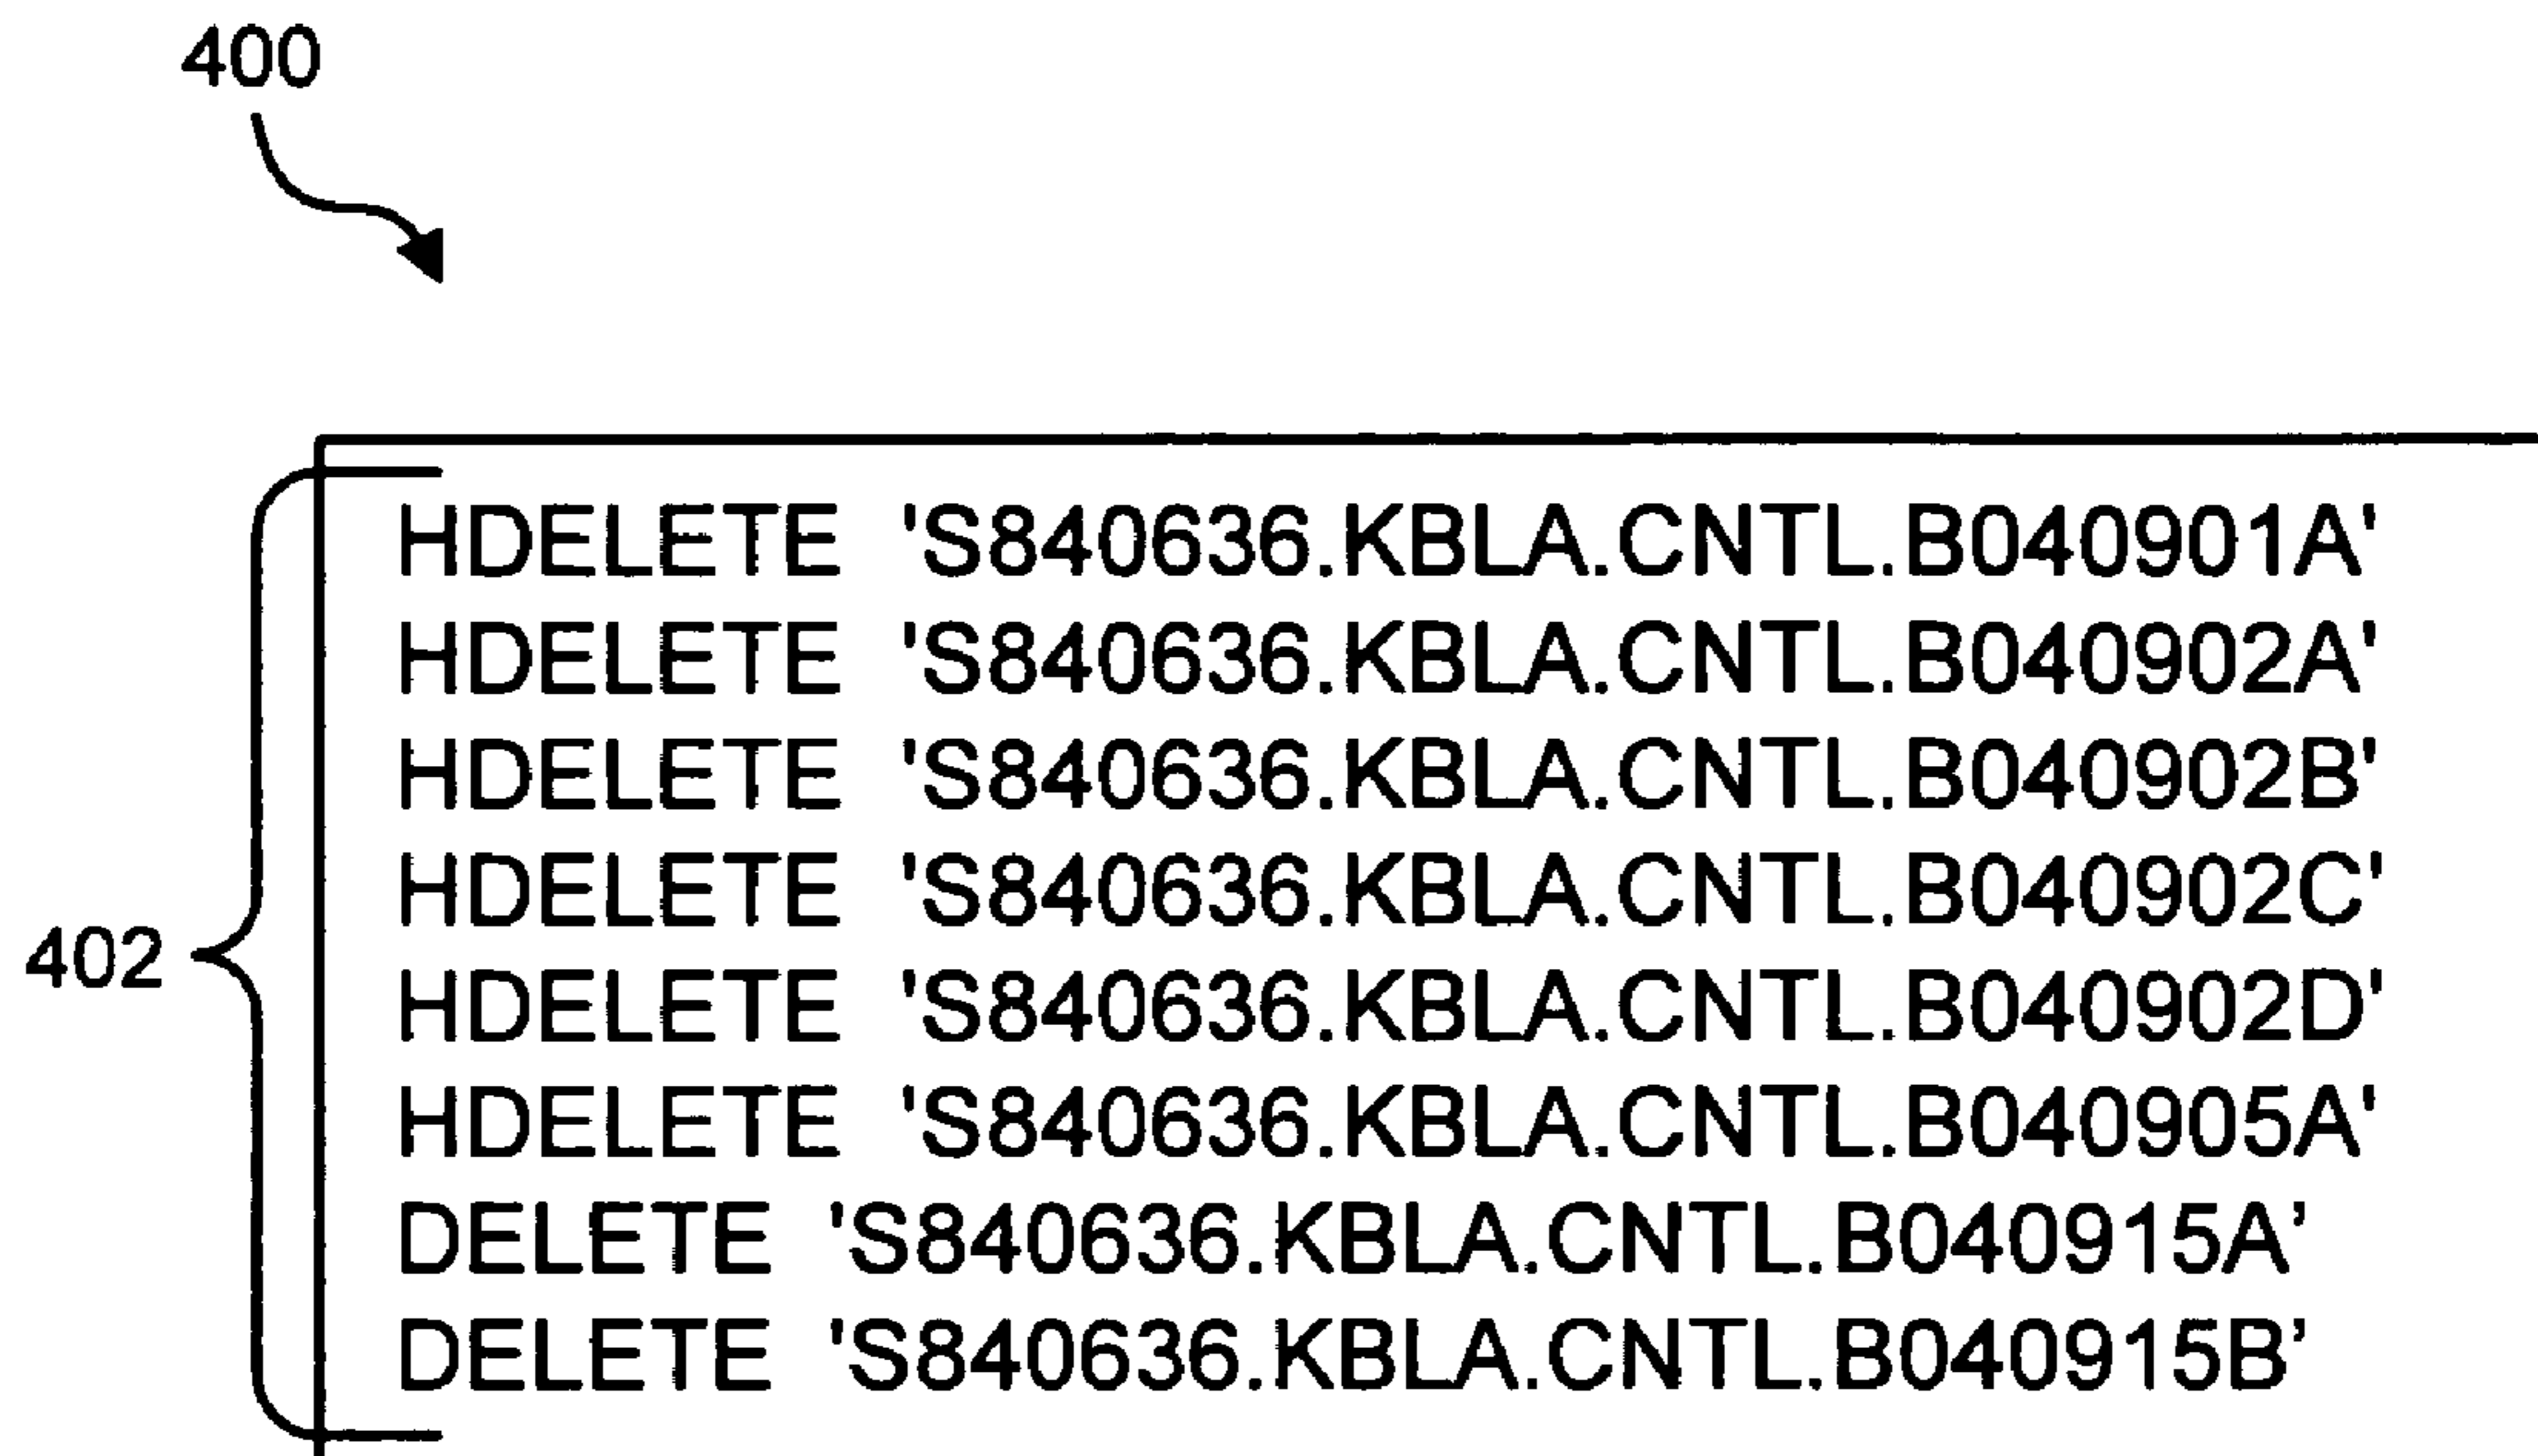 400
HDELETE 'S840636.KBLA.CNTL.B040901A'
HDELETE 'S840636.KBLA.CNTL.B040902A'
HDELETE 'S840636.KBLA.CNTL.B040902B'
HDELETE 'S840636.KBLA.CNTL.B040902C'
402
HDELETE 'S840636.KBLA.CNTL.B040902D'
HDELETE 'S840636.KBLA.CNTL.B040905A'
DELETE 'S840636.KBLA.CNTL.B040915A’
DELETE 'S840636.KBLA.CNTL.B040915B’